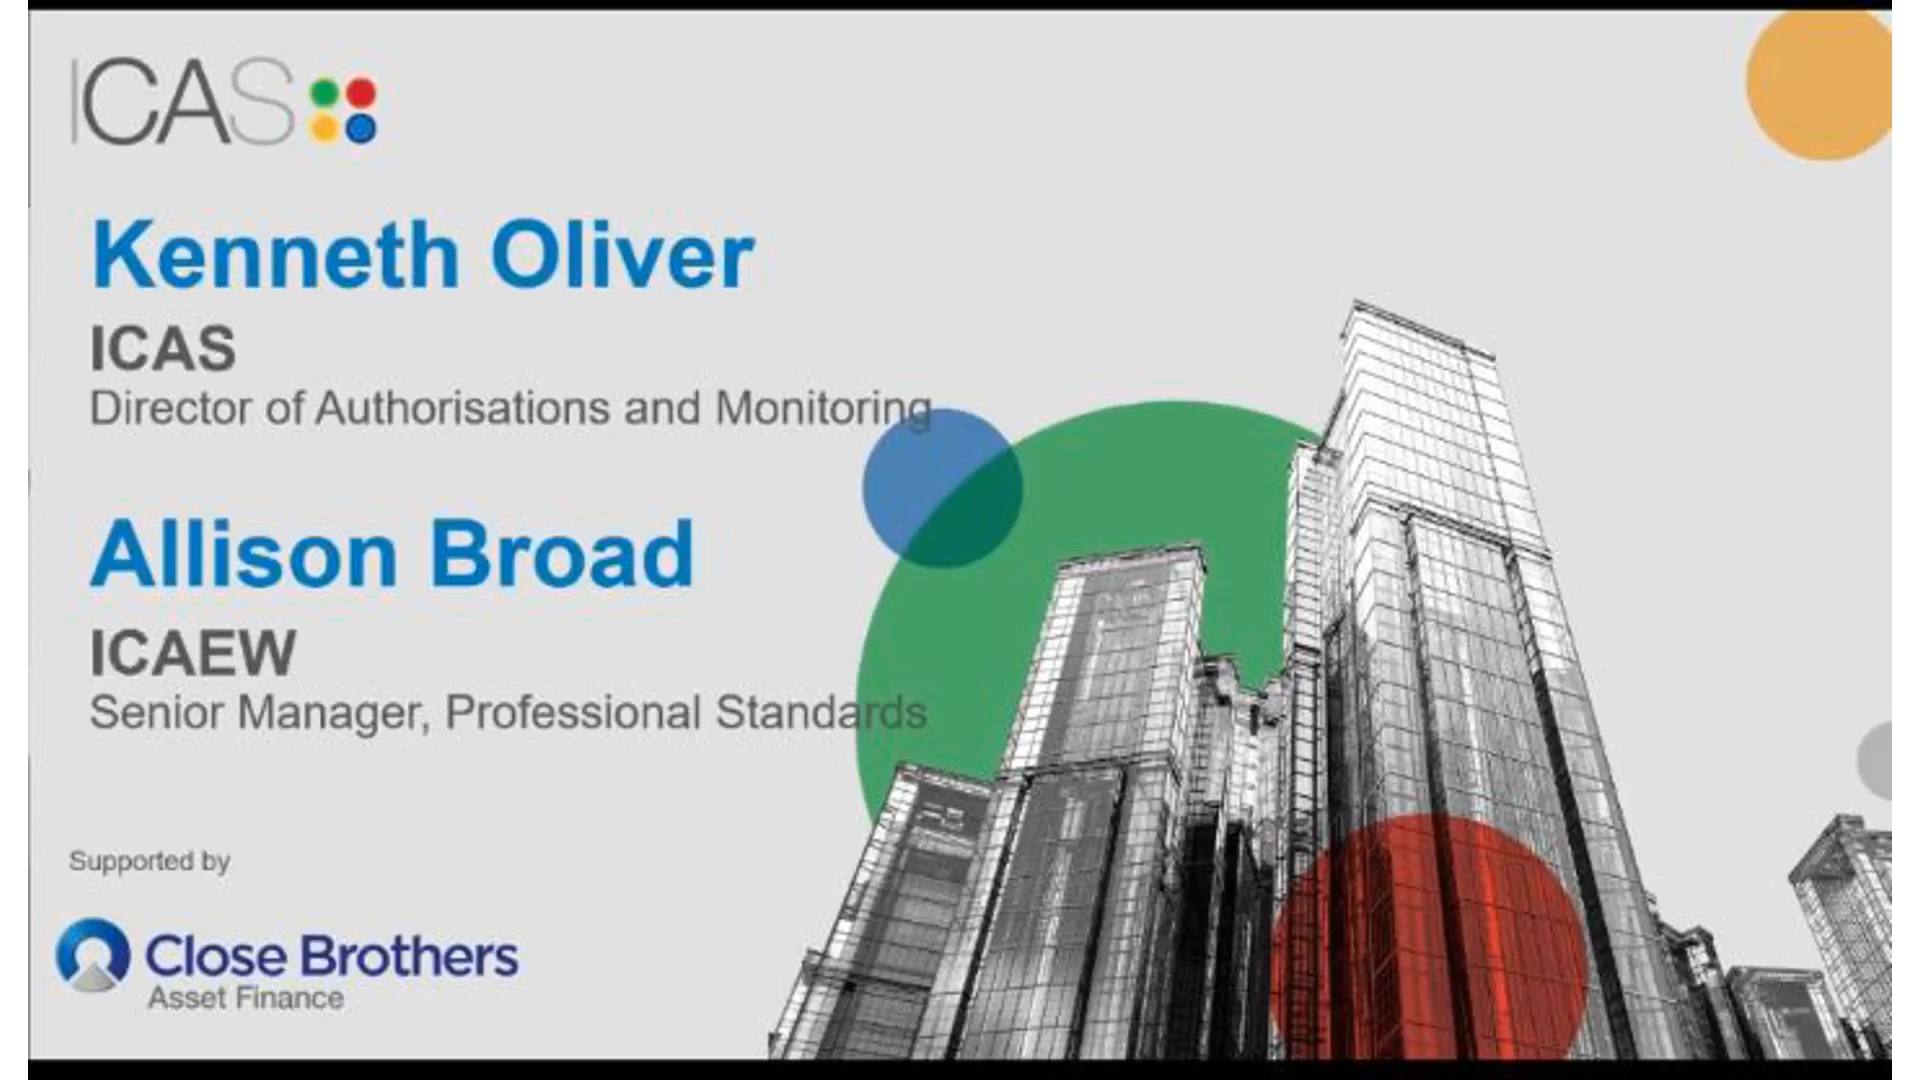 ICAS
Kenneth Oliver
ICAS
Director of Authorisations and Monitoring
Allison Broad
ICAEW
Senior Manager, Professional Standards
Supported by
Close Brothers
Asset Finance